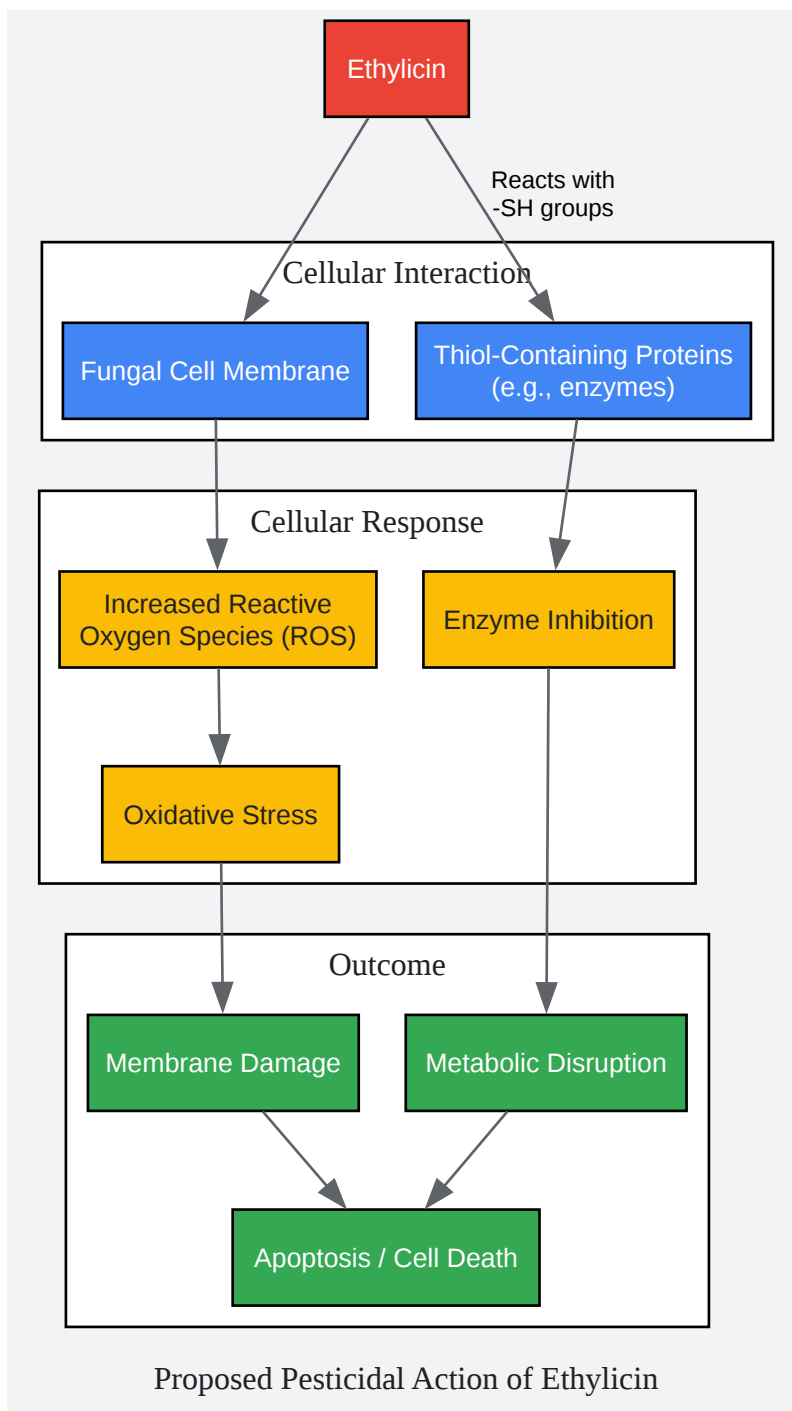 Ethylicin
Reacts with
-SH groups
Cellular Interaction
Fungal Cell Membrane
Thiol-Containing Proteins
(e.g., enzymes)
Cellular Response
Increased Reactive
Oxygen Species (ROS)
Enzyme Inhibition
Oxidative Stress
Outcome
Membrane Damage
Metabolic Disruption
Apoptosis / Cell Death
Proposed Pesticidal Action of Ethylicin